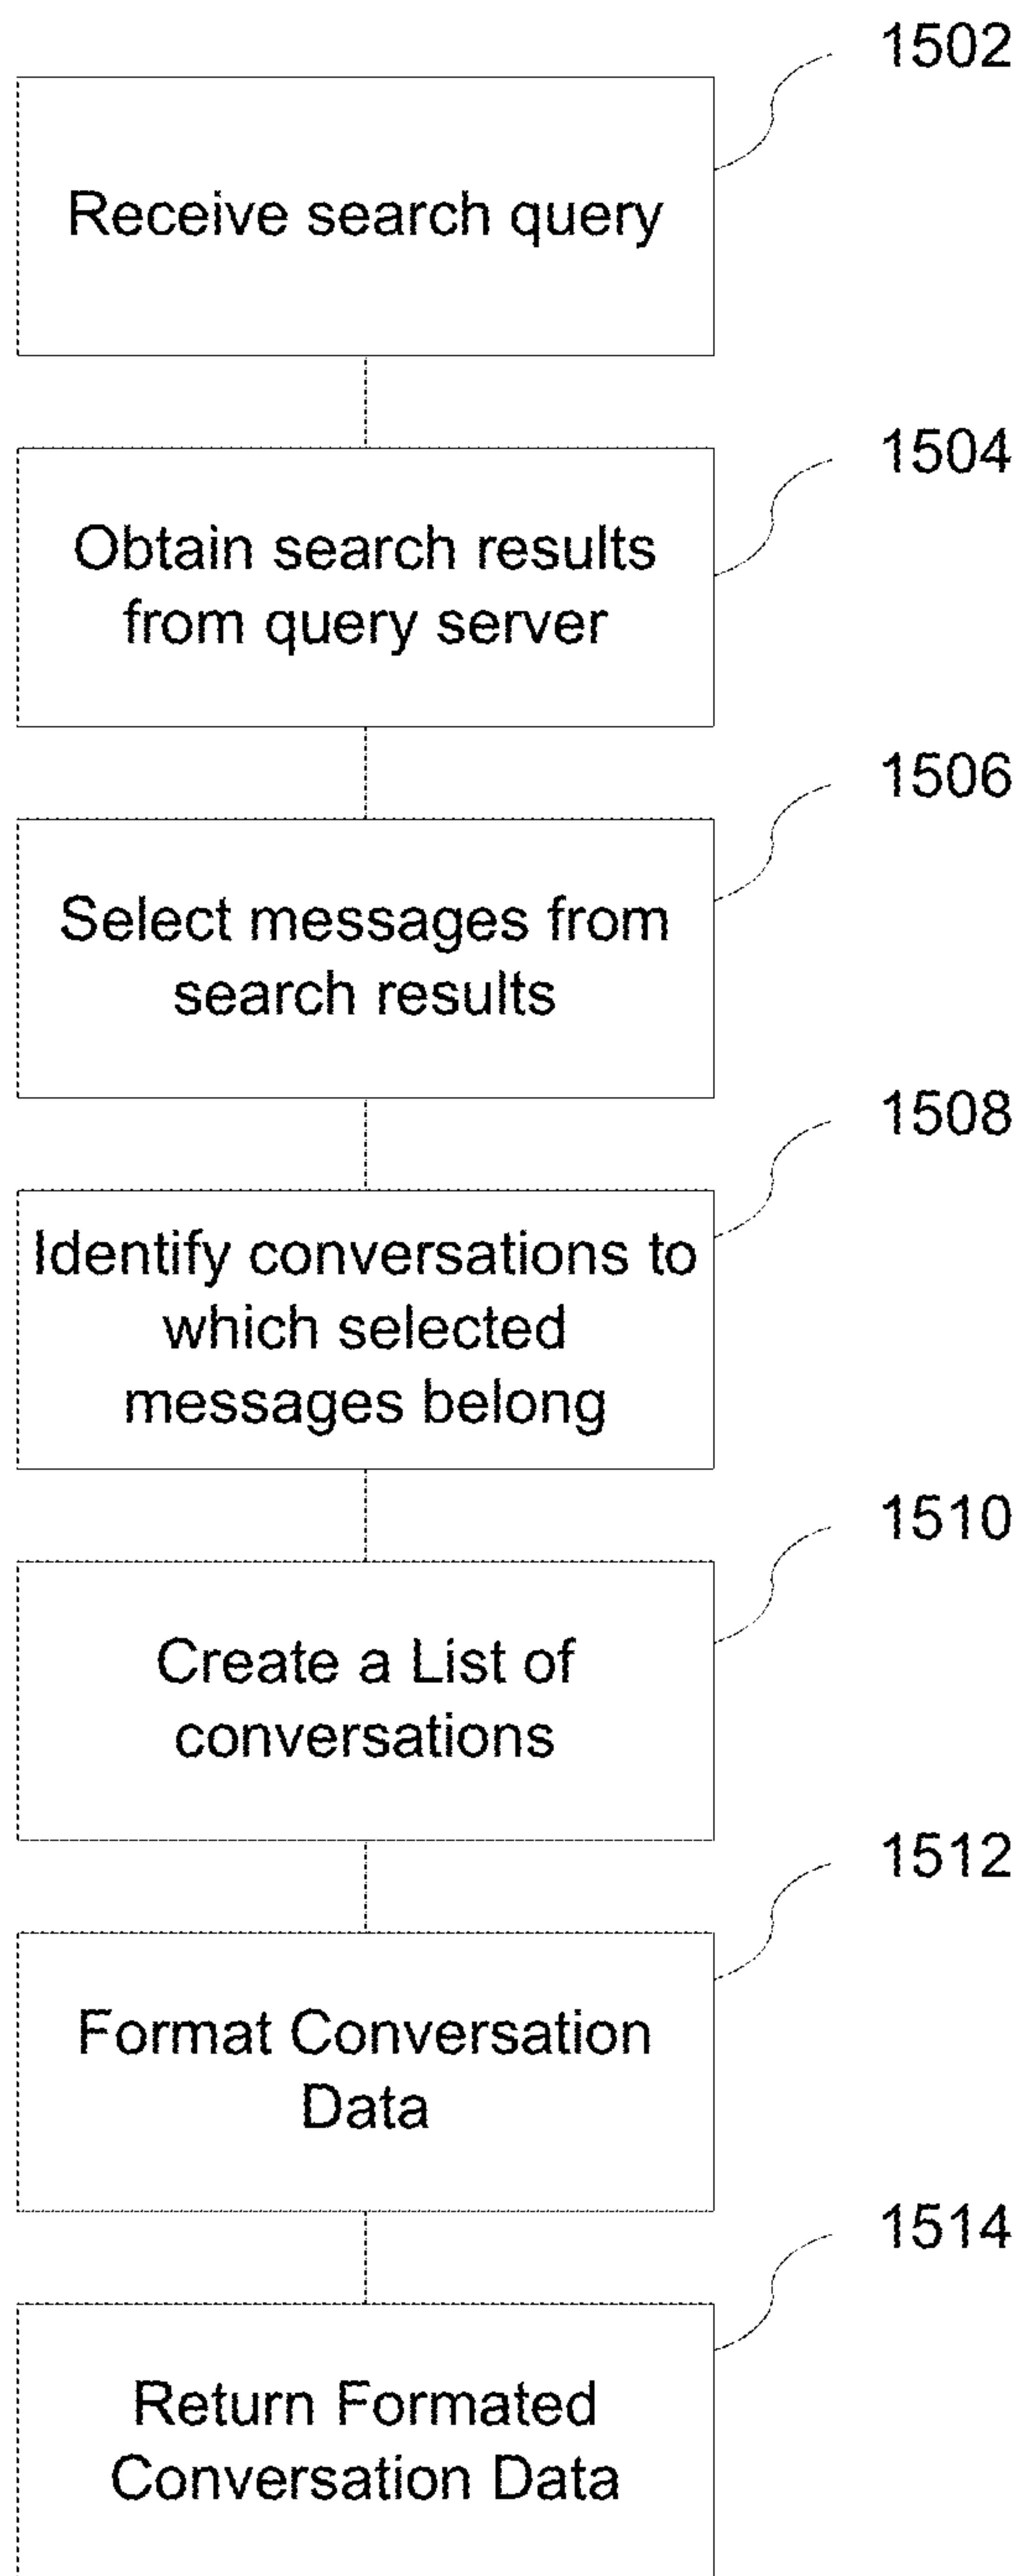 1502
Receive search query
1504
Obtain search results
from query server
1506
Select messages from
search results
1508
Identify conversations to
which selected
messages belong
1510
Create a List of
conversations
1512
Format Conversation
Data
1514
Return Formated
Conversation Data